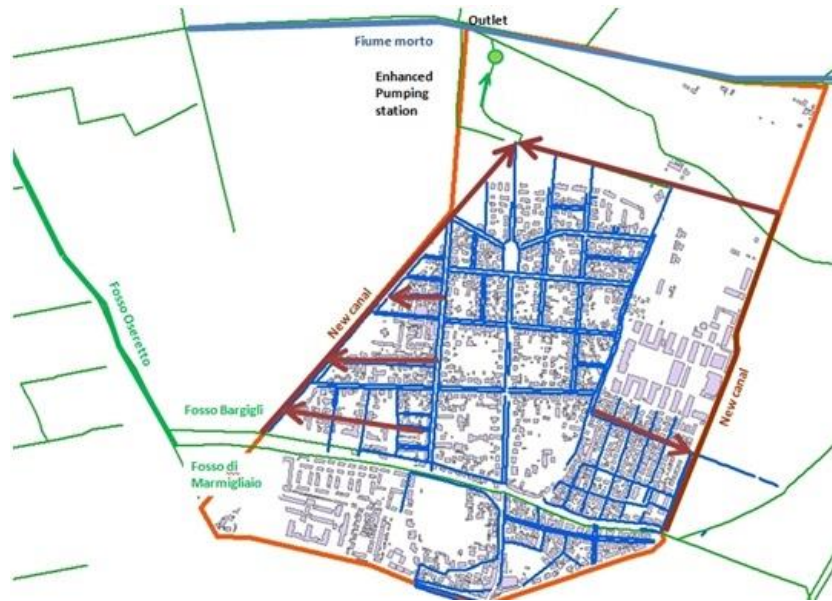 Outlet
Fiume morto
Enhanced
Pumping
station
Fosso Oseretto
New canal
New canal
Fosso Bargigli
Fosso di
Marmigliaio